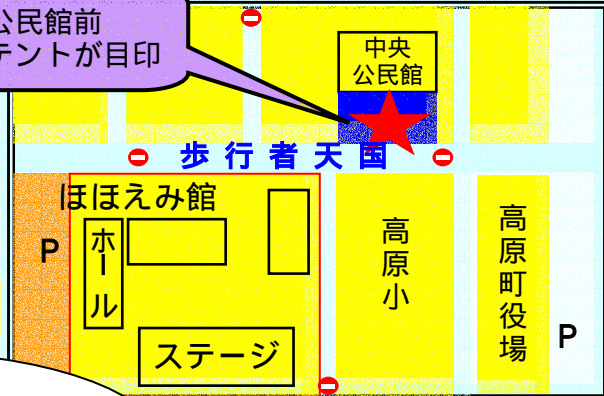 公民館前
テントが目印
中央
公民館
歩行者天国
ほほえみ館
P
ホール
ステージ
高原小
高原町役場
P